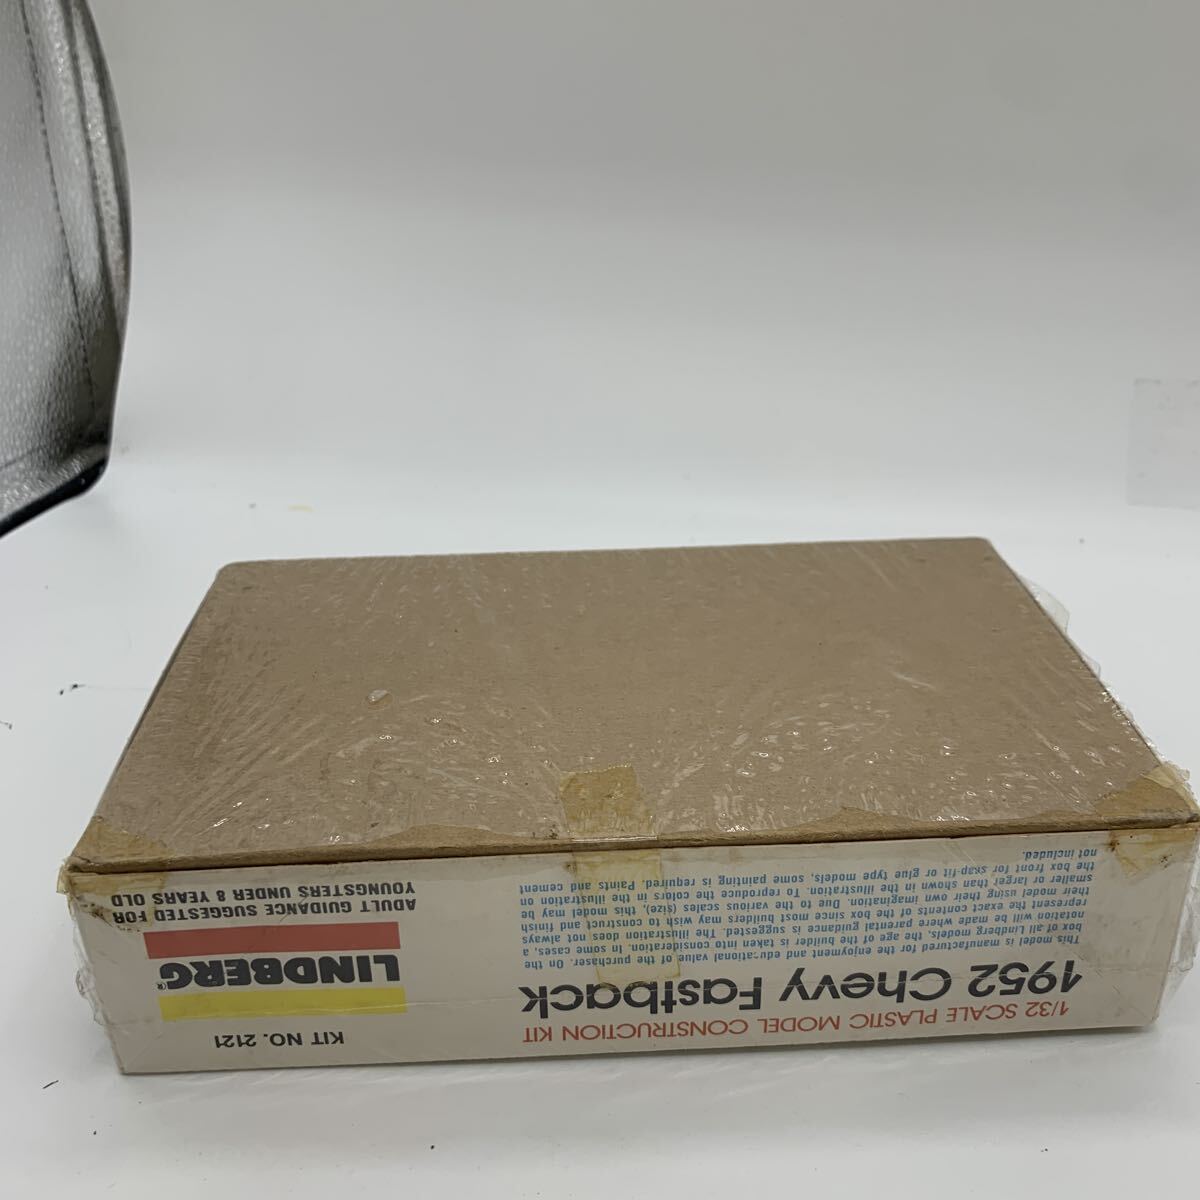 1/32 SCALE PLASTIC MODEL CONSTRUCTION KIT
1952 Chevy Fastback
This model is manufactured for the enjoyment and educational value of the purchaser. On the
box of all Lindberg models, the age of the builder is taken into consideration. In some cases, a
notation will be made where parental guidance is suggested. The illustration does not always
represent the exact contents of the box since most builders may wish to construct and finish
their model using their own imagination. Due to the various scales (size), this model may be
smaller or larger than shown in the illustration. To reproduce the colors in the illustration on
the box front for snap fit or glue type models, some painting is required. Paints and cement
not included.
KIT NO. 2121
LINDBERG®
ADULT GUIDANCE SUGGESTED FOR
YOUNGSTERS UNDER 8 YEARS OLD